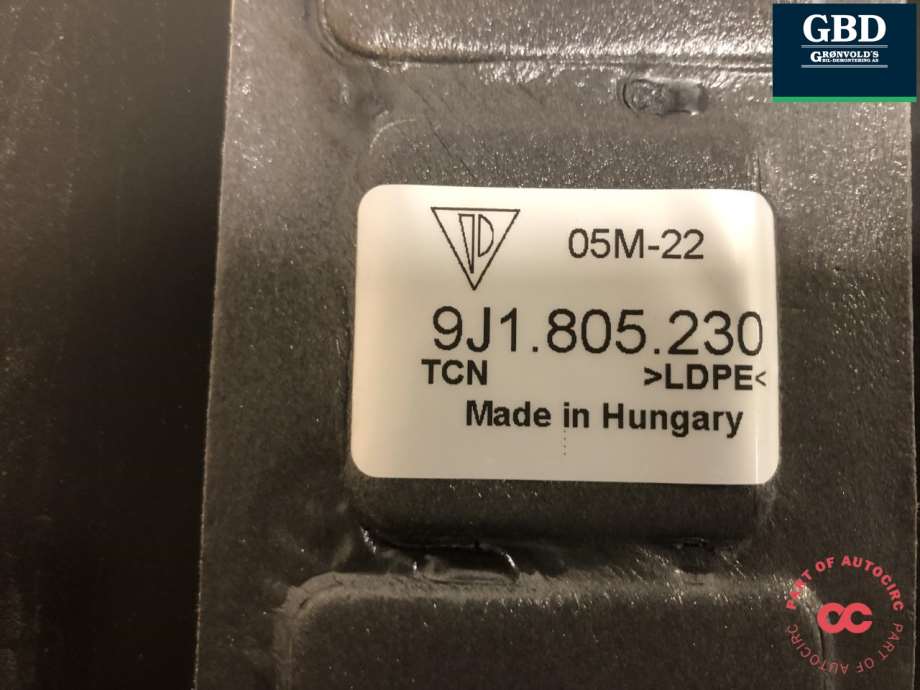 GBD
GRØNVOLD'S
BIL-DEMONTERING AS
05M-22
9J1.805.230
TCN >LDPE<
Made in Hungary
PART OF AUTOCIRC PART OF AUTOCIRC